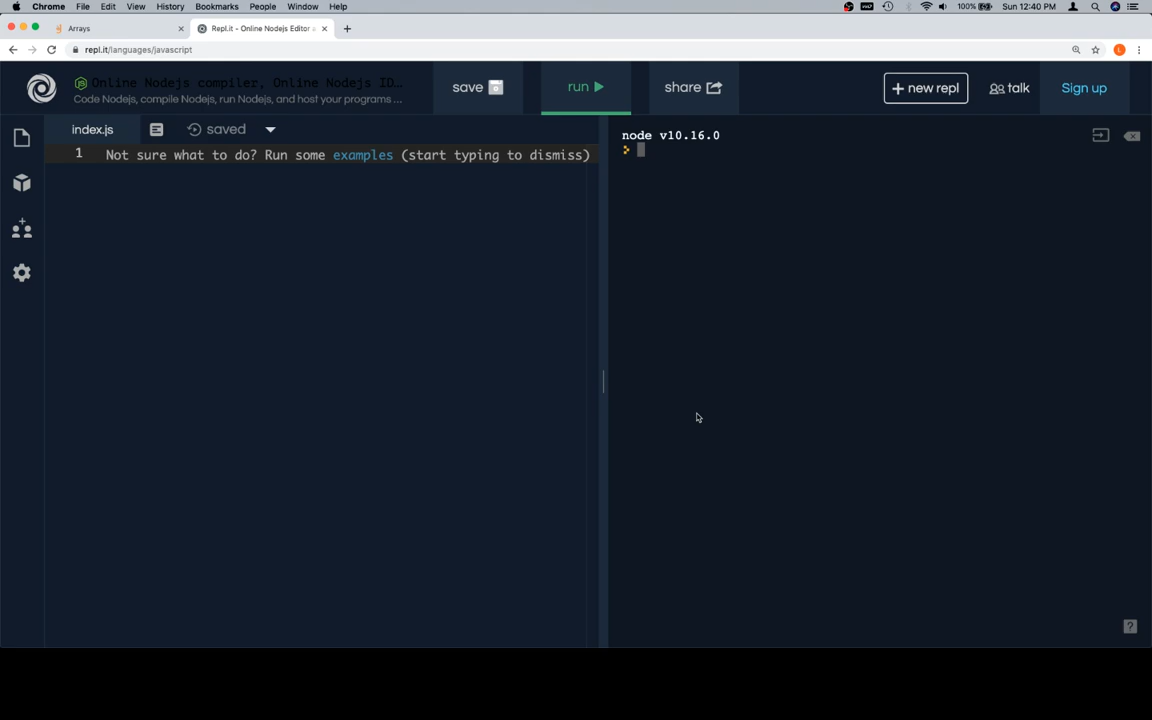 Chrome File Edit View History Bookmarks People Window Help 100% Sun 12:40 PM
Arrays Repl.it - Online Nodejs Editor
repl.it/languages/javascript L
Online Nodejs compiler, Online Nodejs ID...
Code Nodejs, compile Nodejs, run Nodejs, and host your programs ...
save run share + new repl talk Sign up
index.js saved
node v10.16.0
1 Not sure what to do? Run some examples (start typing to dismiss)
?